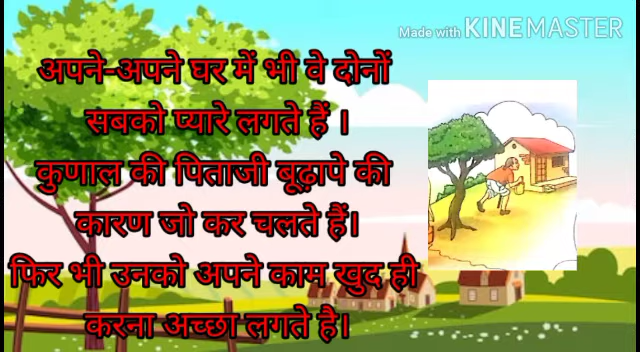 Made with KINEMASTER
अपने-अपने घर में भी वे दोनों
सबको प्यारे लगते हैं ।
कुणाल की पिताजी बूढ़ापे की
कारण जो कर चलते हैं।
फिर भी उनको अपने काम खुद ही
करना अच्छा लगते है।